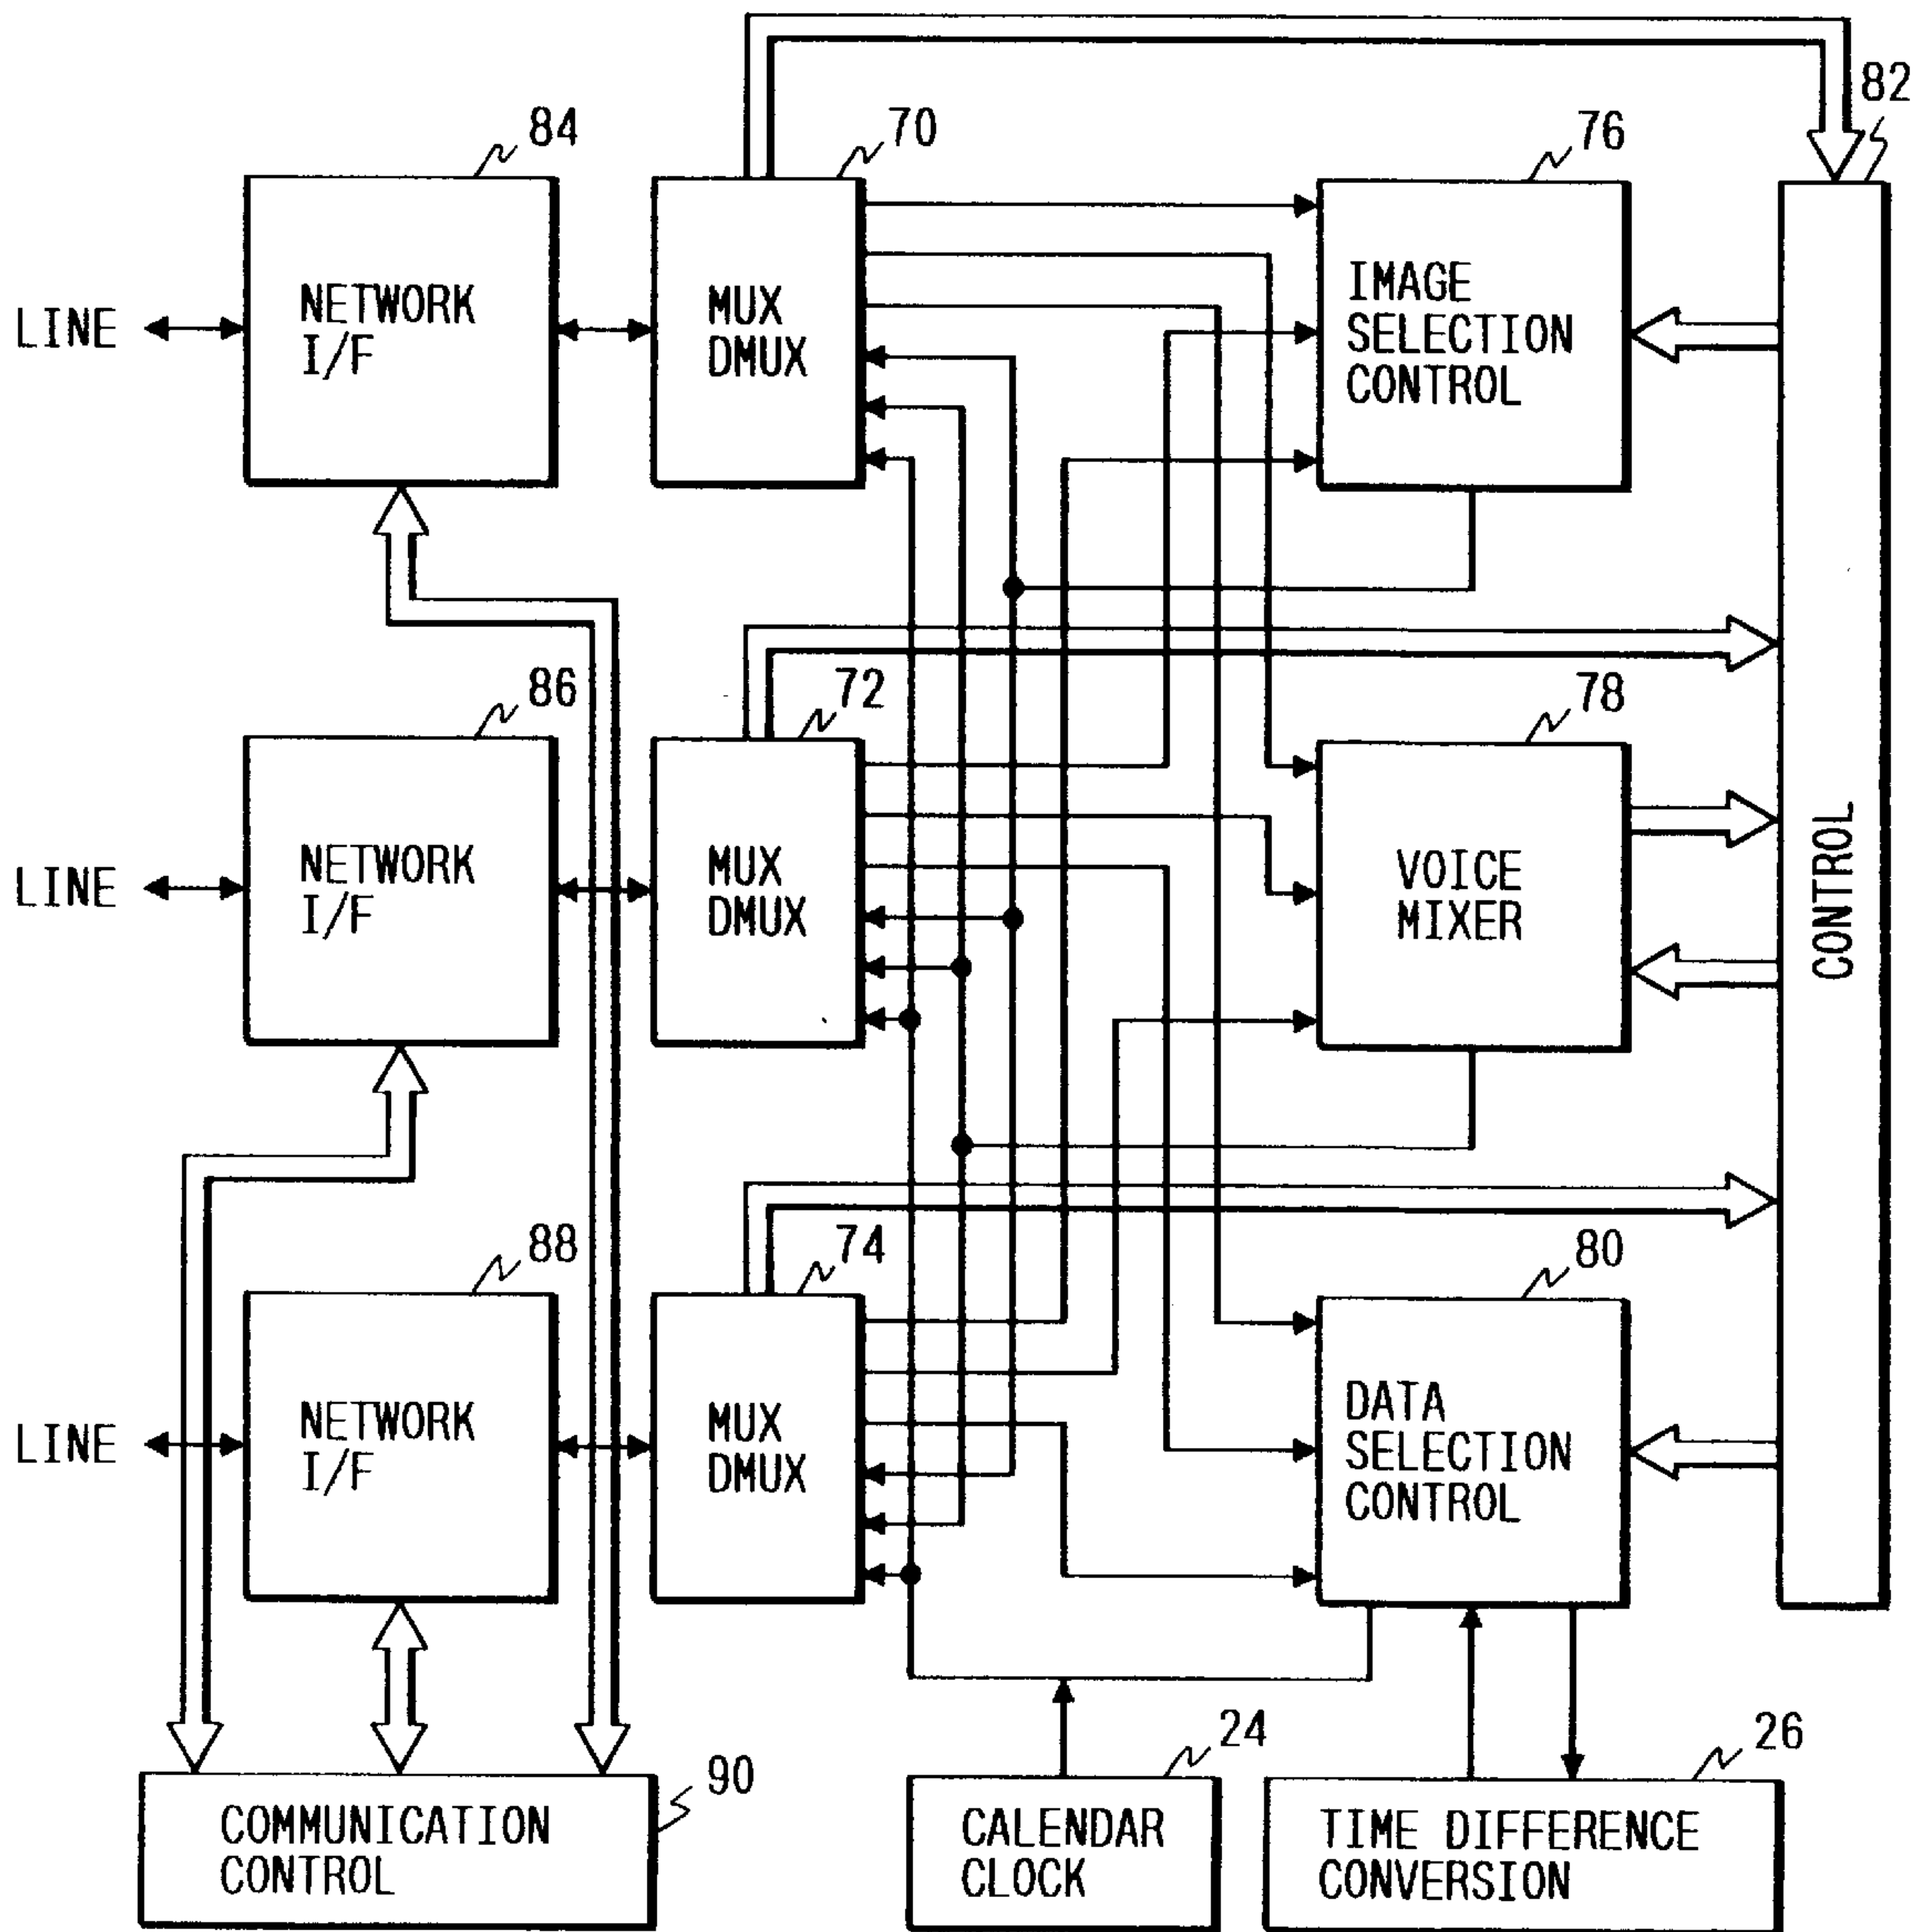 82
84
70
76
LINE
NETWORK
I/F
MUX
DMUX
IMAGE
SELECTION
CONTROL
86
72
78
LINE
NETWORK
I/F
MUX
DMUX
VOICE
MIXER
CONTROL
88
74
80
LINE
NETWORK
I/F
MUX
DMUX
DATA
SELECTION
CONTROL
90
24
26
COMMUNICATION
CONTROL
CALENDAR
CLOCK
TIME DIFFERENCE
CONVERSION